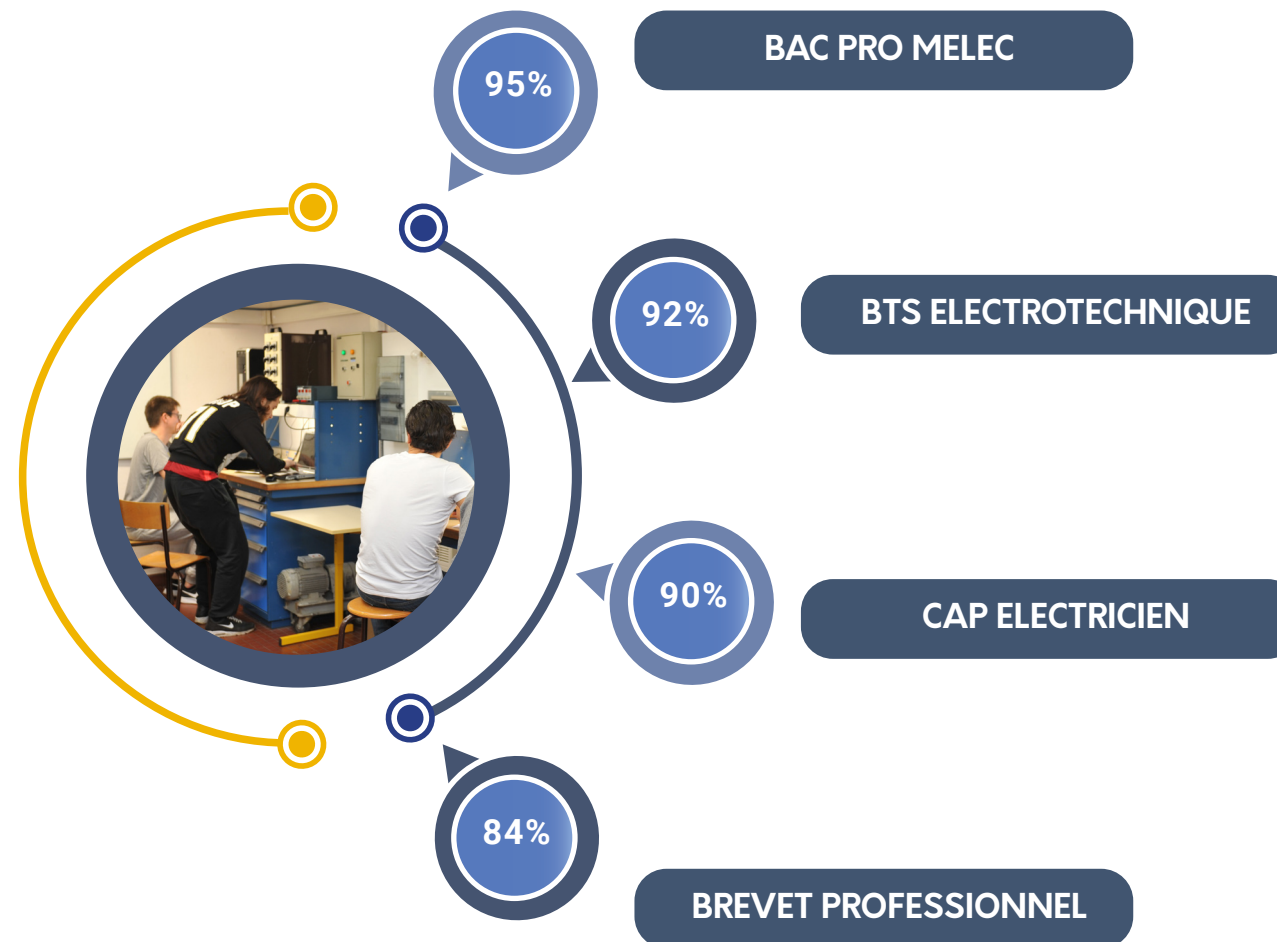 95%
BAC PRO MELEC
92%
BTS ELECTROTECHNIQUE
90%
CAP ELECTRICIEN
84%
BREVET PROFESSIONNEL